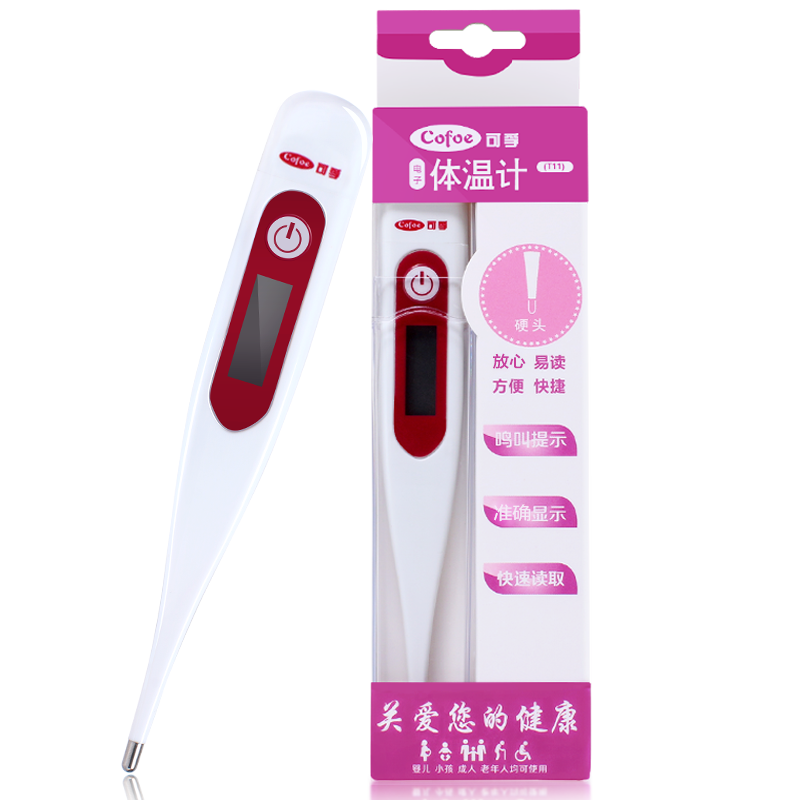 Cofoe 可孚
Cofoe 可孚
电子 体温计 (T11)
Cofoe 可孚
硬头
放心 易读
方便 快捷
鸣叫提示
准确显示
快速读取
关爱您的健康
婴儿 小孩 成人 老年人均可使用